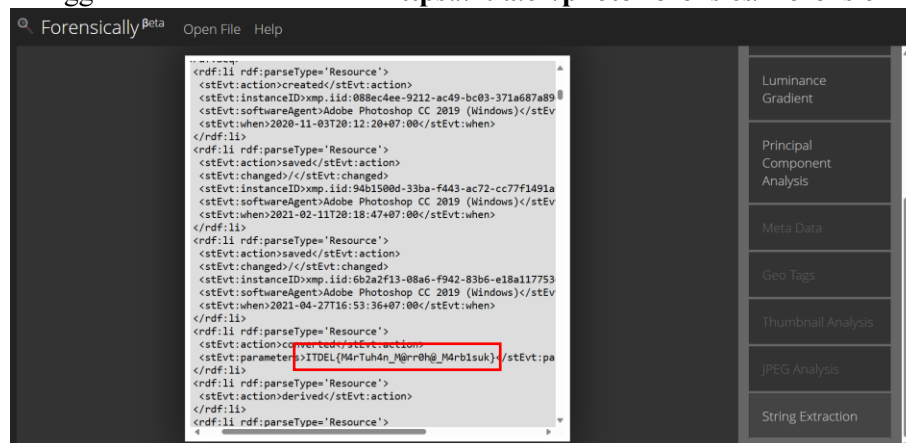 Forensically Beta Open File Help
<rdf:li rdf:parseType='Resource'>
<stEvt:action>created</stEvt:action>
<stEvt:instanceID>xmp.iid:088ec4ee-9212-ac49-bc03-371a687a89
<stEvt:softwareAgent>Adobe Photoshop CC 2019 (Windows)</stEv
<stEvt:when>2020-11-03T20:12:20+07:00</stEvt:when>
</rdf:li>
<rdf:li rdf:parseType='Resource'>
<stEvt:action>saved</stEvt:action>
<stEvt:changed>/</stEvt:changed>
<stEvt:instanceID>xmp.iid:94b1500d-33ba-f443-ac72-cc77f1491a
<stEvt:softwareAgent>Adobe Photoshop CC 2019 (Windows)</stEv
<stEvt:when>2021-02-11T20:18:47+07:00</stEvt:when>
</rdf:li>
<rdf:li rdf:parseType='Resource'>
<stEvt:action>saved</stEvt:action>
<stEvt:changed>/</stEvt:changed>
<stEvt:instanceID>xmp.iid:6b2a2f13-08a6-f942-83b6-e18a117753
<stEvt:softwareAgent>Adobe Photoshop CC 2019 (Windows)</stEv
<stEvt:when>2021-04-27T16:53:36+07:00</stEvt:when>
</rdf:li>
<rdf:li rdf:parseType='Resource'>
<stEvt:action>converted</stEvt:action>
<stEvt:parameters>ITDEL{M4rTuh4n_M@rr0h@_M4rb1suk}</stEvt:pa
</rdf:li>
<rdf:li rdf:parseType='Resource'>
<stEvt:action>derived</stEvt:action>
</rdf:li>
<rdf:li rdf:parseType='Resource'>
Luminance
Gradient
Principal
Component
Analysis
Meta Data
Geo Tags
Thumbnail Analysis
JPEG Analysis
String Extraction